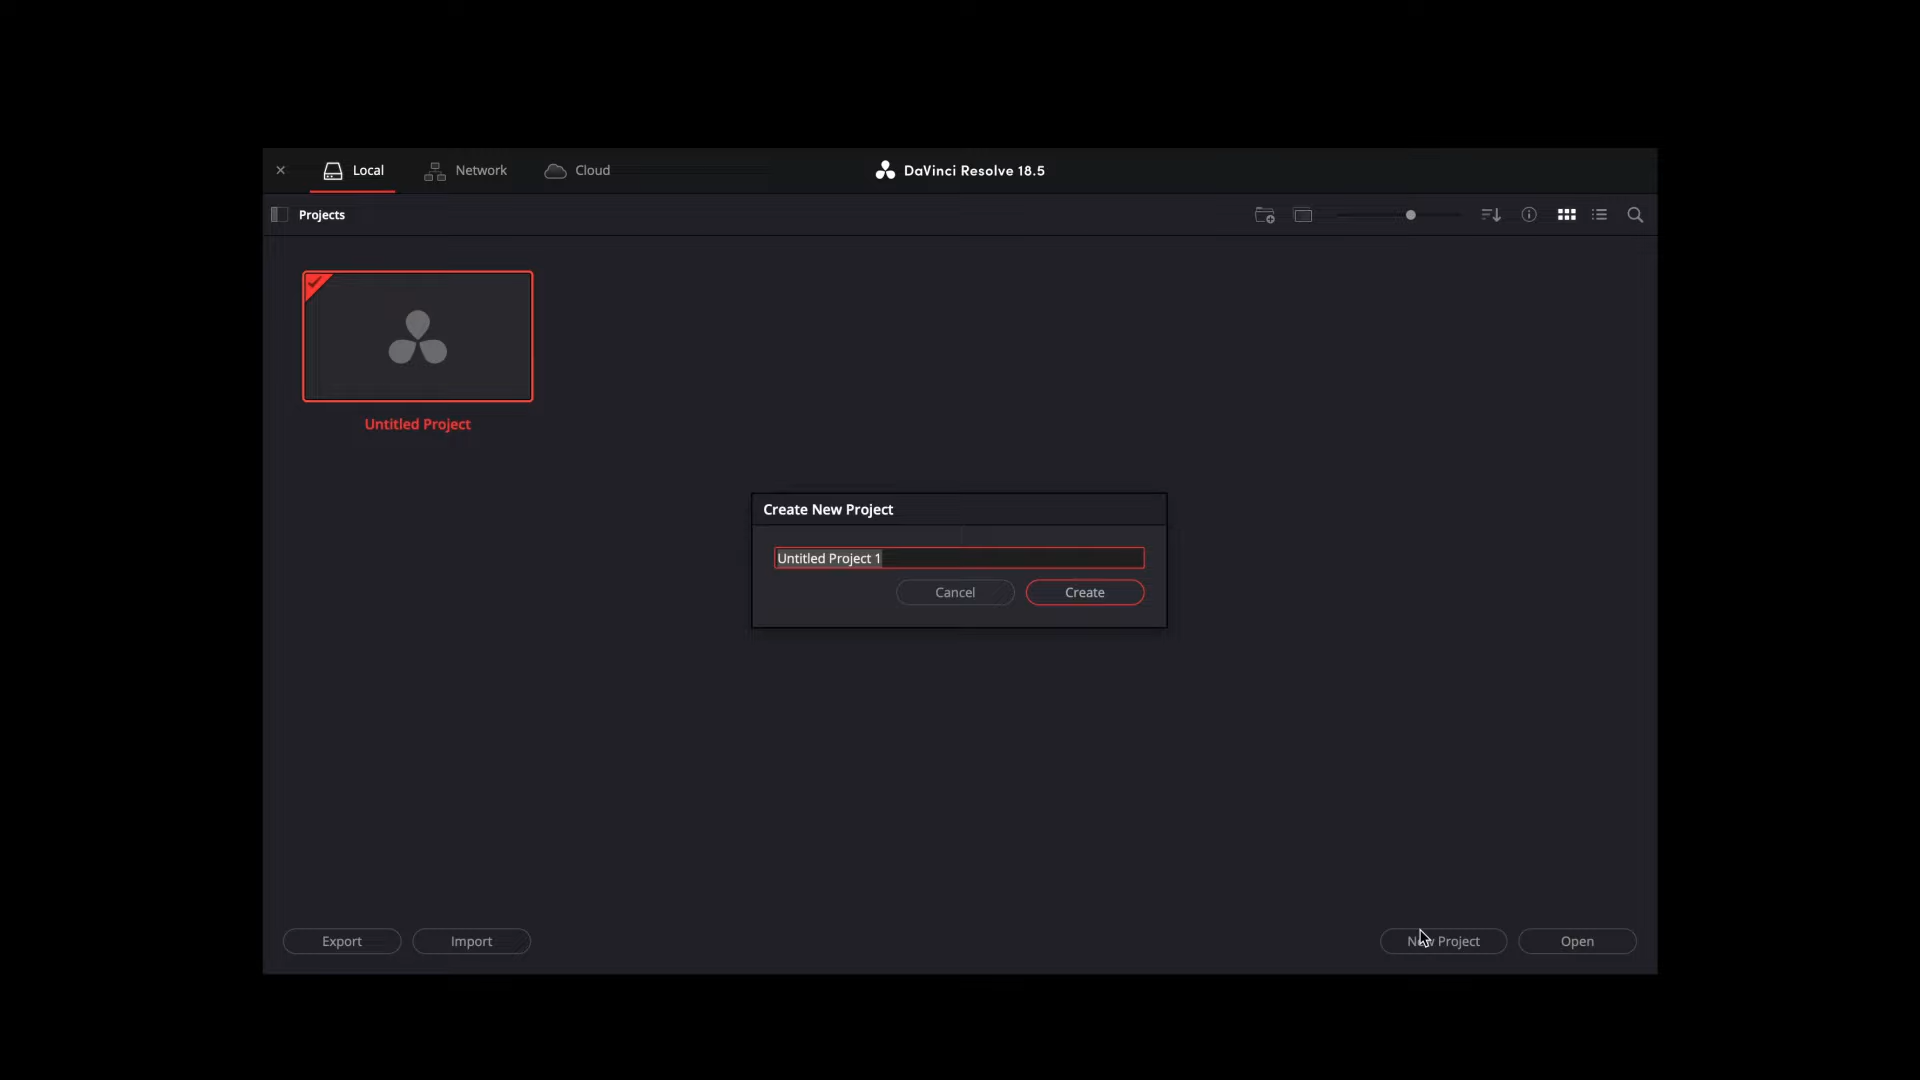 Local
Network
Cloud
DaVinci Resolve 18.5
Projects
Untitled Project
Create New Project
Untitled Project 1
Cancel
Create
Export
Import
New Project
Open